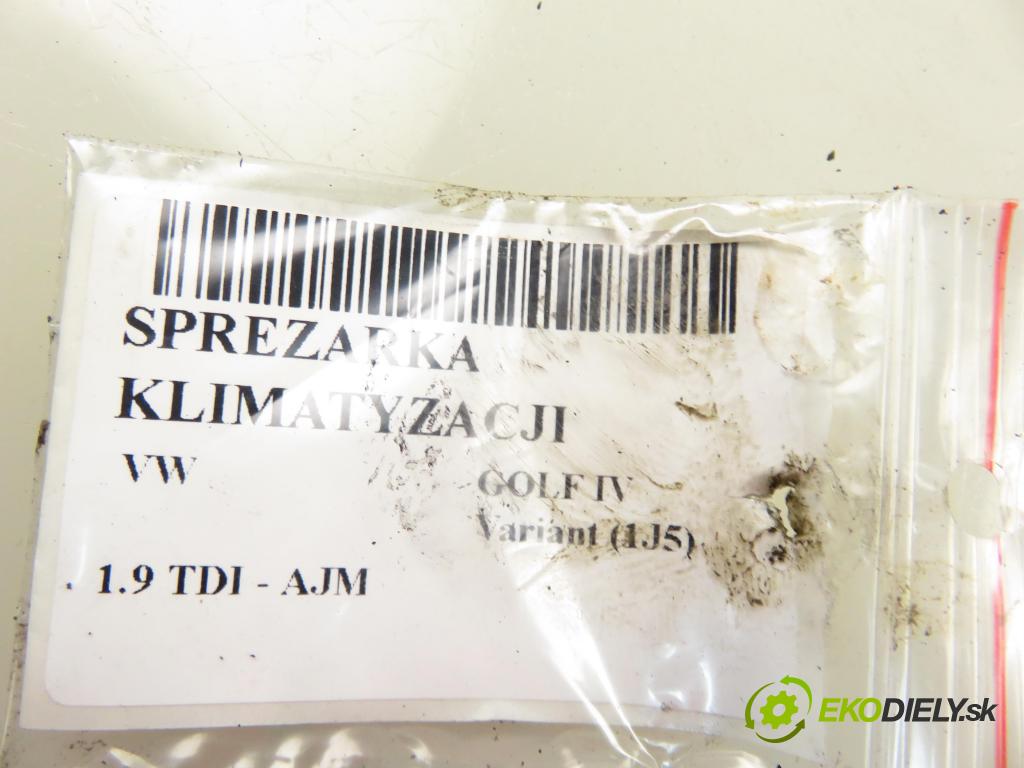 SPREZARKA
KLIMATYZACJI
VW
GOLF IV
Variant (1J5)
1.9 TDI - AJM
EKODIELY.sk